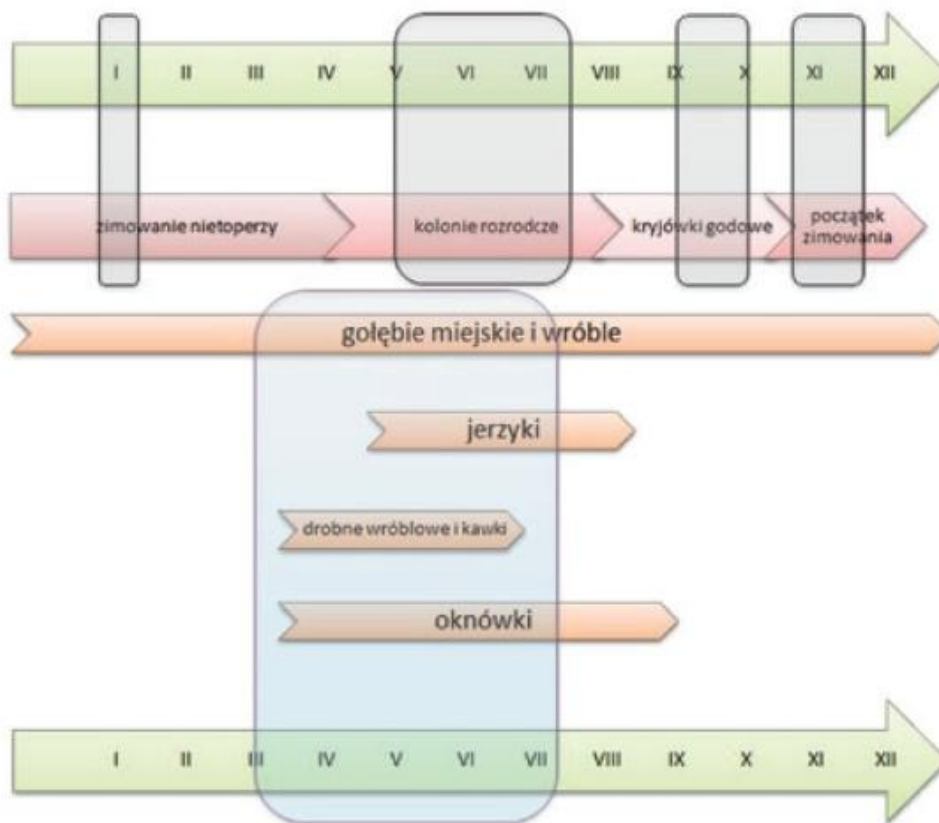 I II III IV V VI VII VIII IX X XI XII
zimowanie nietoperzy
kolonie rozrodcze
kryjówki godowe
początek
zimowania
gołębie miejskie i wróble
jerzyki
drobne wróblowe i kawki
oknówki
I II III IV V VI VII VIII IX X XI XII